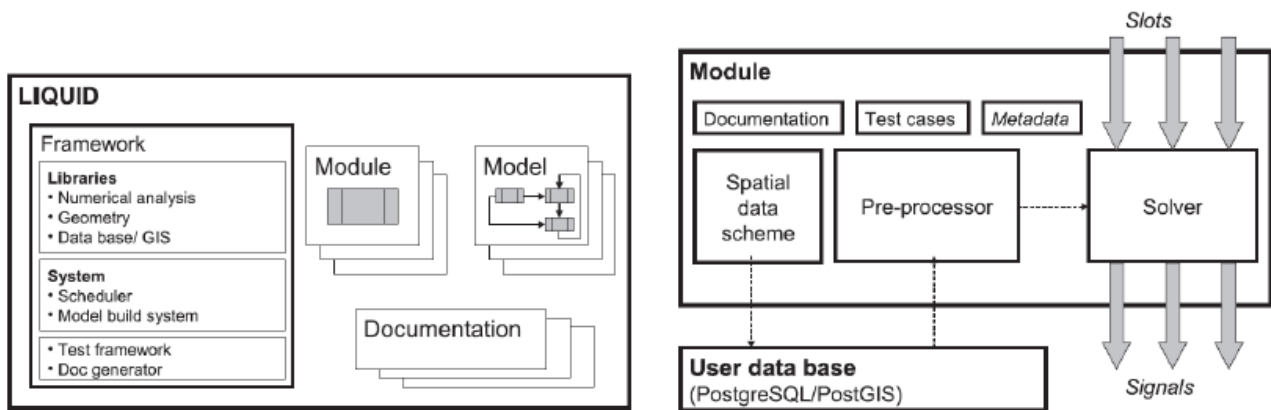 LIQUID
Framework
Libraries
• Numerical analysis
• Geometry
• Data base/ GIS
System
• Scheduler
• Model build system
• Test framework
• Doc generator
Module
Model
Documentation
Slots
Module
Documentation
Test cases
Metadata
Spatial
data
scheme
Pre-processor
Solver
User data base
(PostgreSQL/PostGIS)
Signals